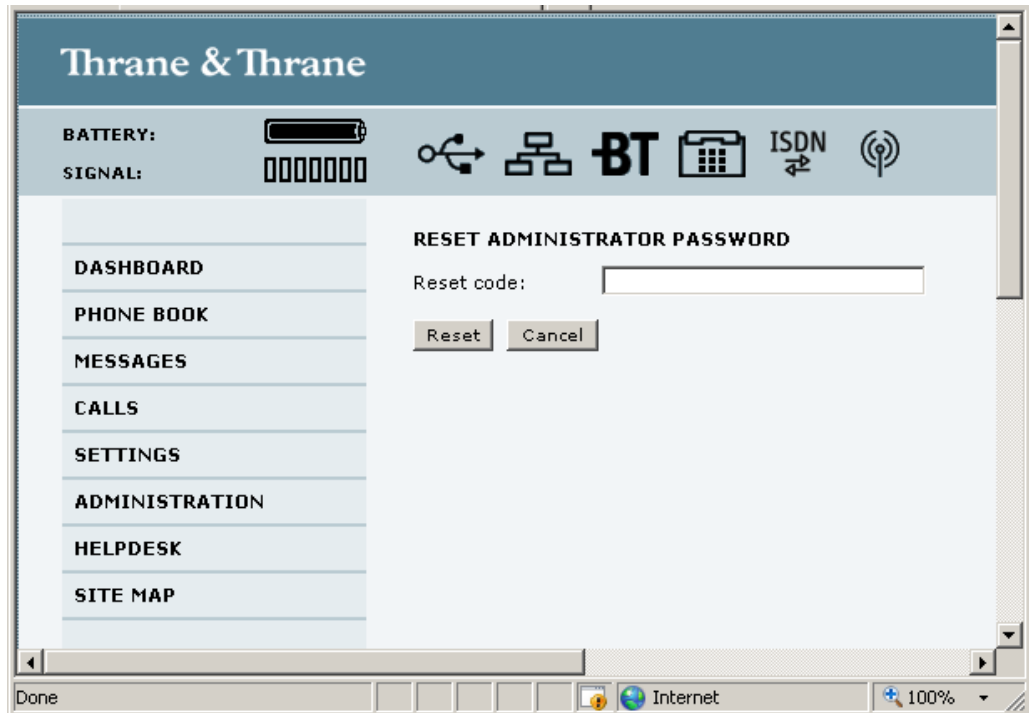 Thrane & Thrane
BATTERY:
SIGNAL:
BT
ISDN
RESET ADMINISTRATOR PASSWORD
Reset code:
Reset
Cancel
DASHBOARD
PHONE BOOK
MESSAGES
CALLS
SETTINGS
ADMINISTRATION
HELPDESK
SITE MAP
Done
Internet
100%